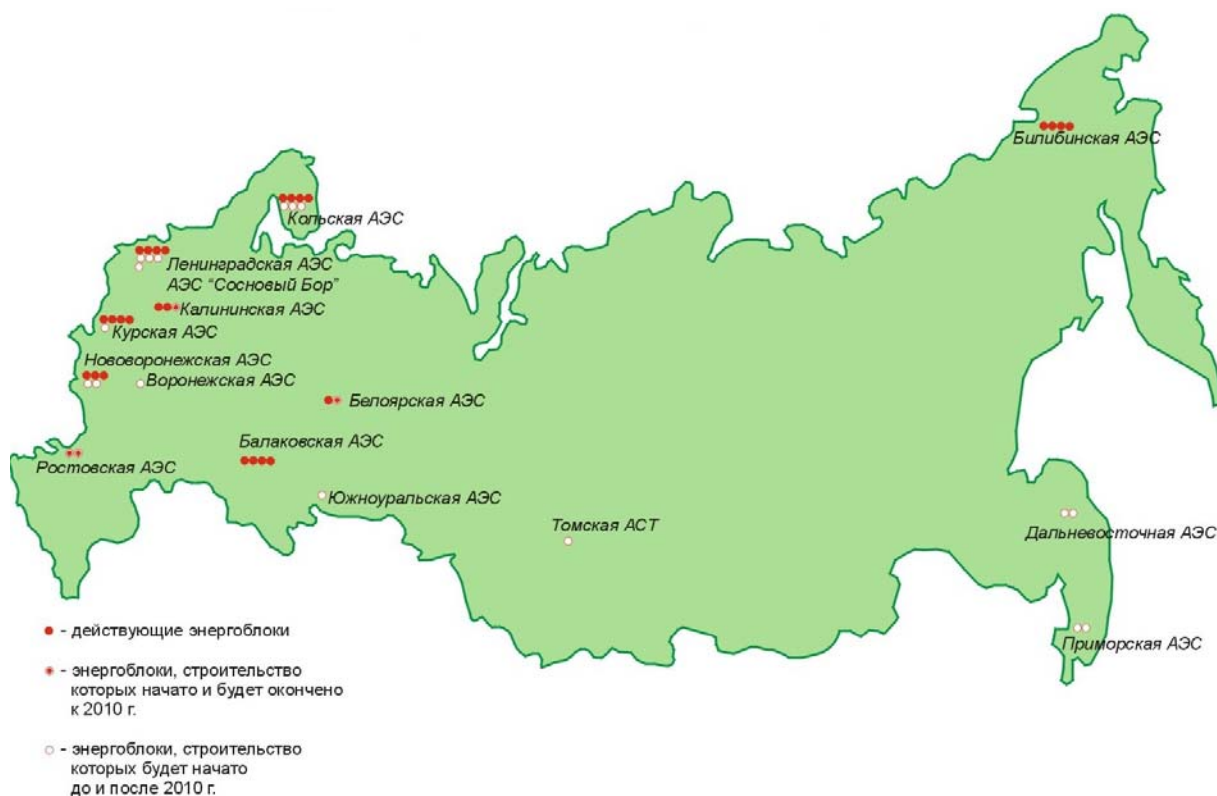 Билибинская АЭС
Кольская АЭС
Ленинградская АЭС
АЭС "Сосновый Бор"
Калининская АЭС
Курская АЭС
Нововоронежская АЭС
Воронежская АЭС
Белоярская АЭС
Балаковская АЭС
Ростовская АЭС
Южноуральская АЭС
Томская АСТ
Дальневосточная АЭС
Приморская АЭС
- действующие энергоблоки
- энергоблоки, строительство
которых начато и будет окончено
к 2010 г.
- энергоблоки, строительство
которых будет начато
до и после 2010 г.